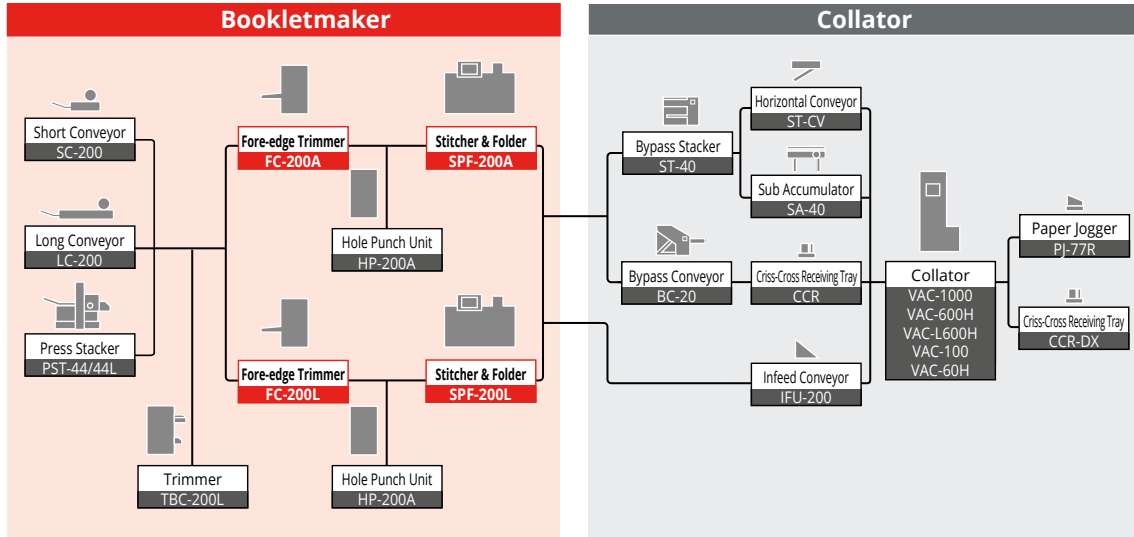 Bookletmaker
Short Conveyor
SC-200
Long Conveyor
LC-200
Press Stacker
PST-44/44L
Trimmer
TBC-200L
Fore-edge Trimmer
FC-200A
Hole Punch Unit
HP-200A
Stitcher & Folder
SPF-200A
Fore-edge Trimmer
FC-200L
Hole Punch Unit
HP-200A
Stitcher & Folder
SPF-200L
Collator
Bypass Stacker
ST-40
Horizontal Conveyor
ST-CV
Sub Accumulator
SA-40
Bypass Conveyor
BC-20
Criss-Cross Receiving Tray
CCR
Infeed Conveyor
IFU-200
Collator
VAC-1000
VAC-600H
VAC-L600H
VAC-100
VAC-60H
Paper Jogger
PJ-77R
Criss-Cross Receiving Tray
CCR-DX